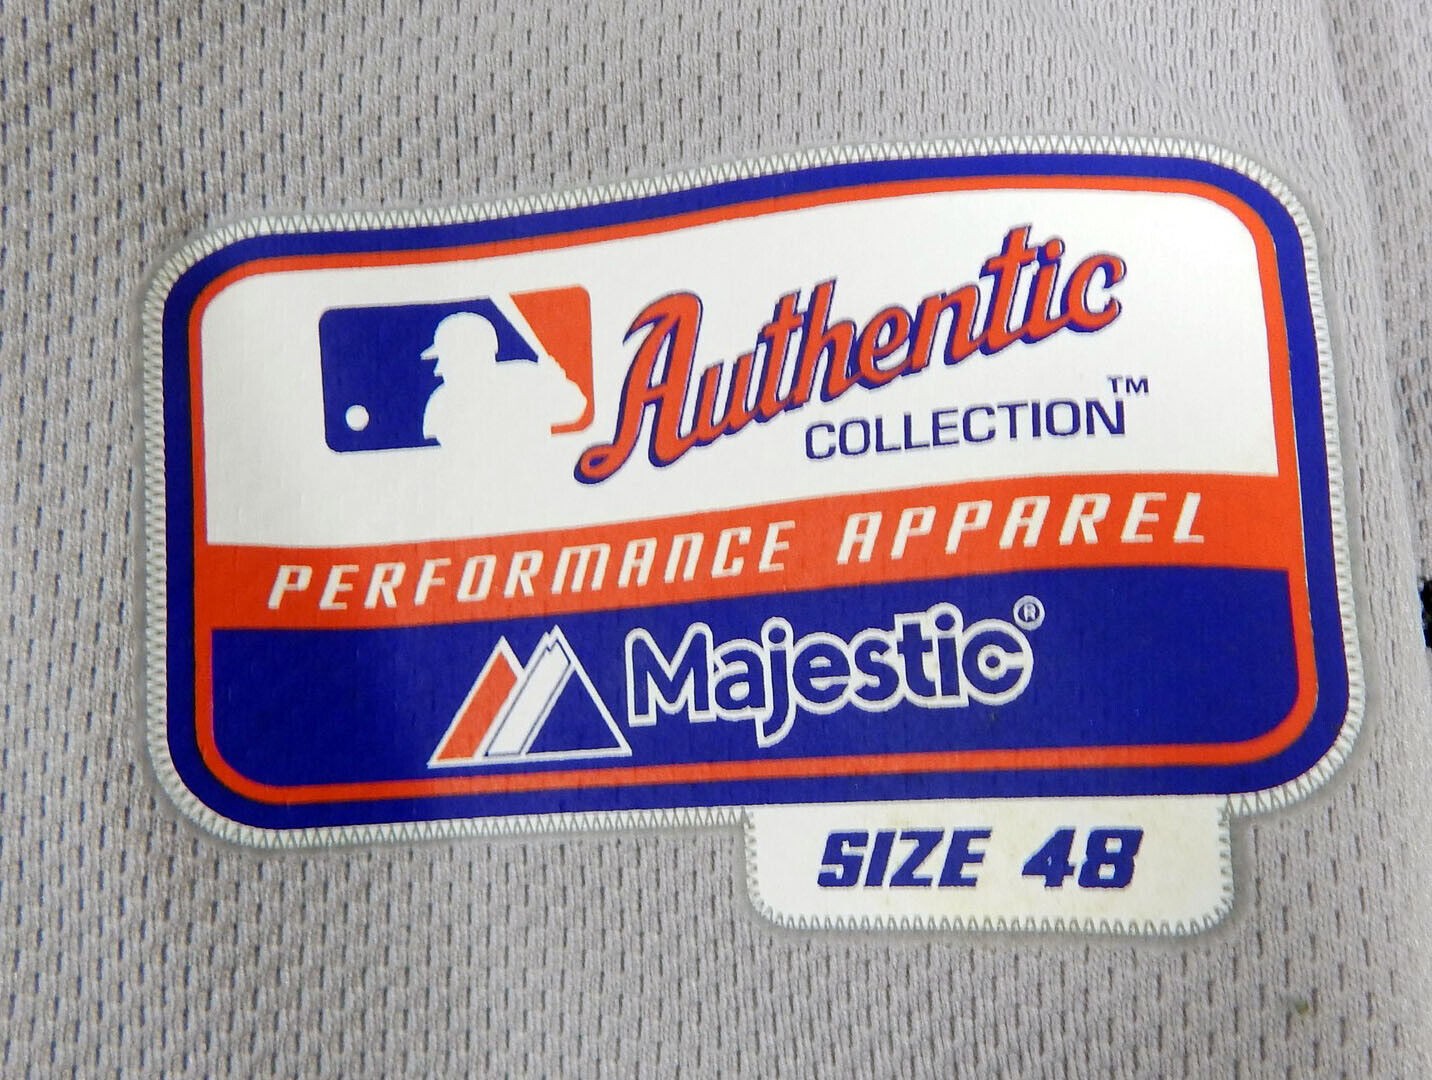 Authentic
COLLECTION™
PERFORMANCE APPAREL
Majestic®
SIZE 48